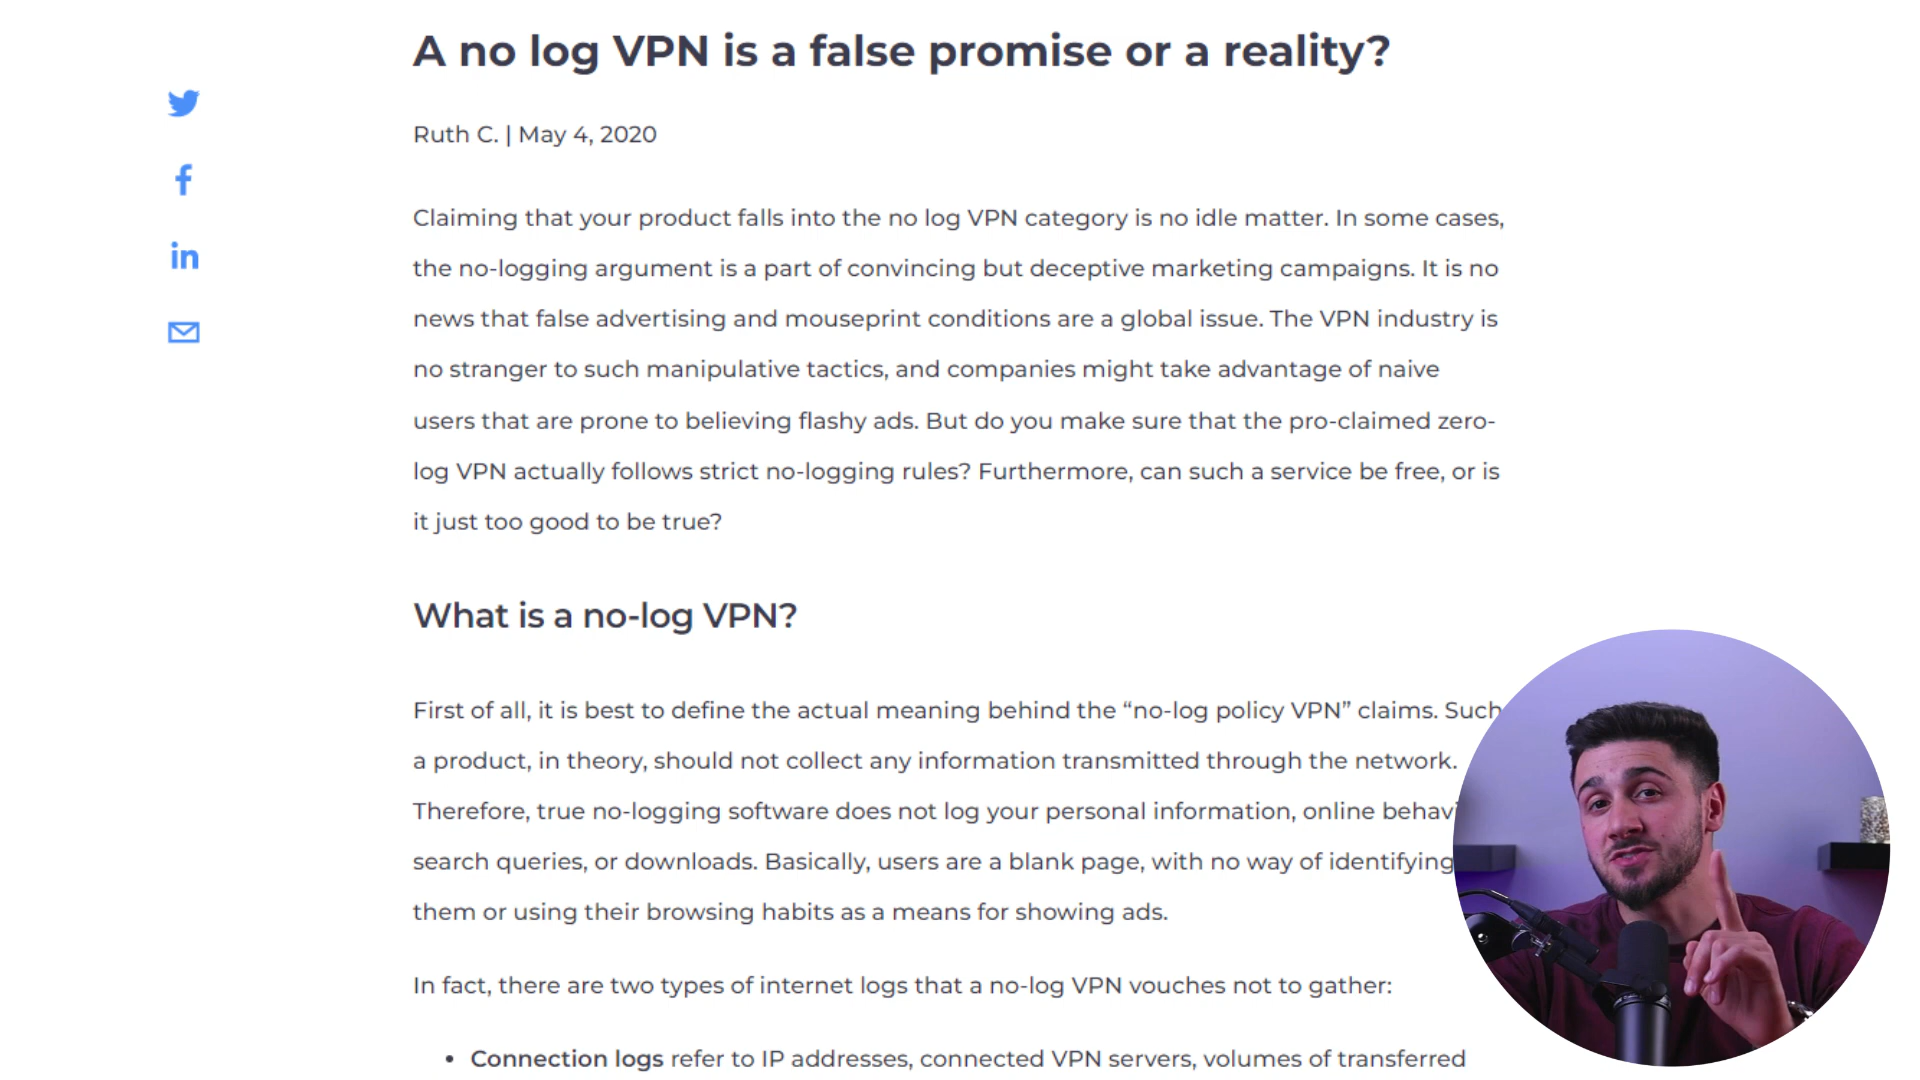 A no log VPN is a false promise or a reality?
Ruth C. | May 4, 2020
Claiming that your product falls into the no log VPN category is no idle matter. In some cases,
the no-logging argument is a part of convincing but deceptive marketing campaigns. It is no
news that false advertising and mouseprint conditions are a global issue. The VPN industry is
no stranger to such manipulative tactics, and companies might take advantage of naive
users that are prone to believing flashy ads. But do you make sure that the pro-claimed zero-
log VPN actually follows strict no-logging rules? Furthermore, can such a service be free, or is
it just too good to be true?
What is a no-log VPN?
First of all, it is best to define the actual meaning behind the “no-log policy VPN” claims. Such
a product, in theory, should not collect any information transmitted through the network.
Therefore, true no-logging software does not log your personal information, online behavi
search queries, or downloads. Basically, users are a blank page, with no way of identifying
them or using their browsing habits as a means for showing ads.
In fact, there are two types of internet logs that a no-log VPN vouches not to gather:
• Connection logs refer to IP addresses, connected VPN servers, volumes of transferred